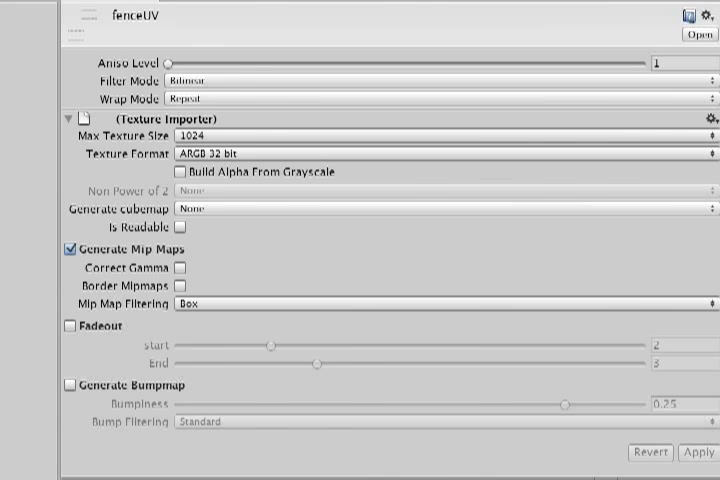 fenceUV
Open
Aniso Level 1
Filter Mode Bilinear
Wrap Mode Repeat
(Texture Importer)
Max Texture Size 1024
Texture Format ARGB 32 bit
Build Alpha From Grayscale
Non Power of 2 None
Generate cubemap None
Is Readable
Generate Mip Maps
Correct Gamma
Border Mipmaps
Mip Map Filtering Box
Fadeout
start 2
End 3
Generate Bumpmap
Bumpiness 0.25
Bump Filtering Standard
Revert Apply